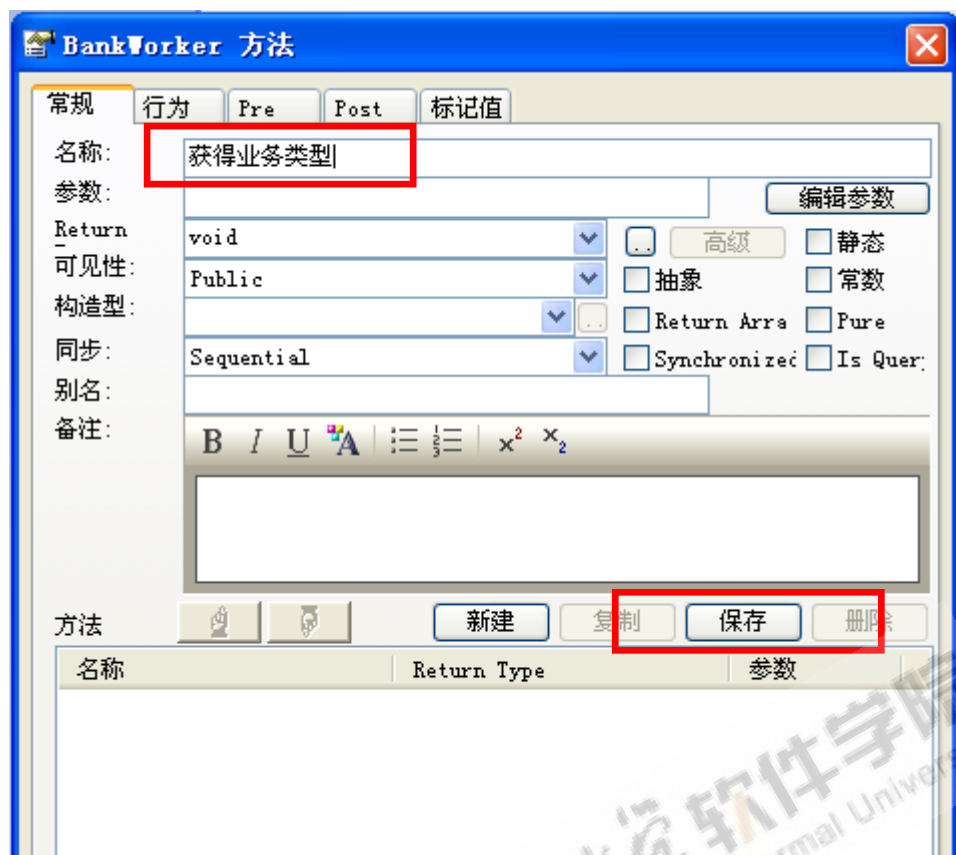 BankWorker 方法
常规 行为 Pre Post 标记值
名称: 获得业务类型
参数: 编辑参数
Return void .. 高级 静态
可见性: Public 抽象 常数
构造型: .. Return Arra Pure
同步: Sequential Synchronized Is Quer
别名:
备注:
B I U A x² x₂
方法 新建 复制 保存 删除
名称 Return Type 参数
软件学院